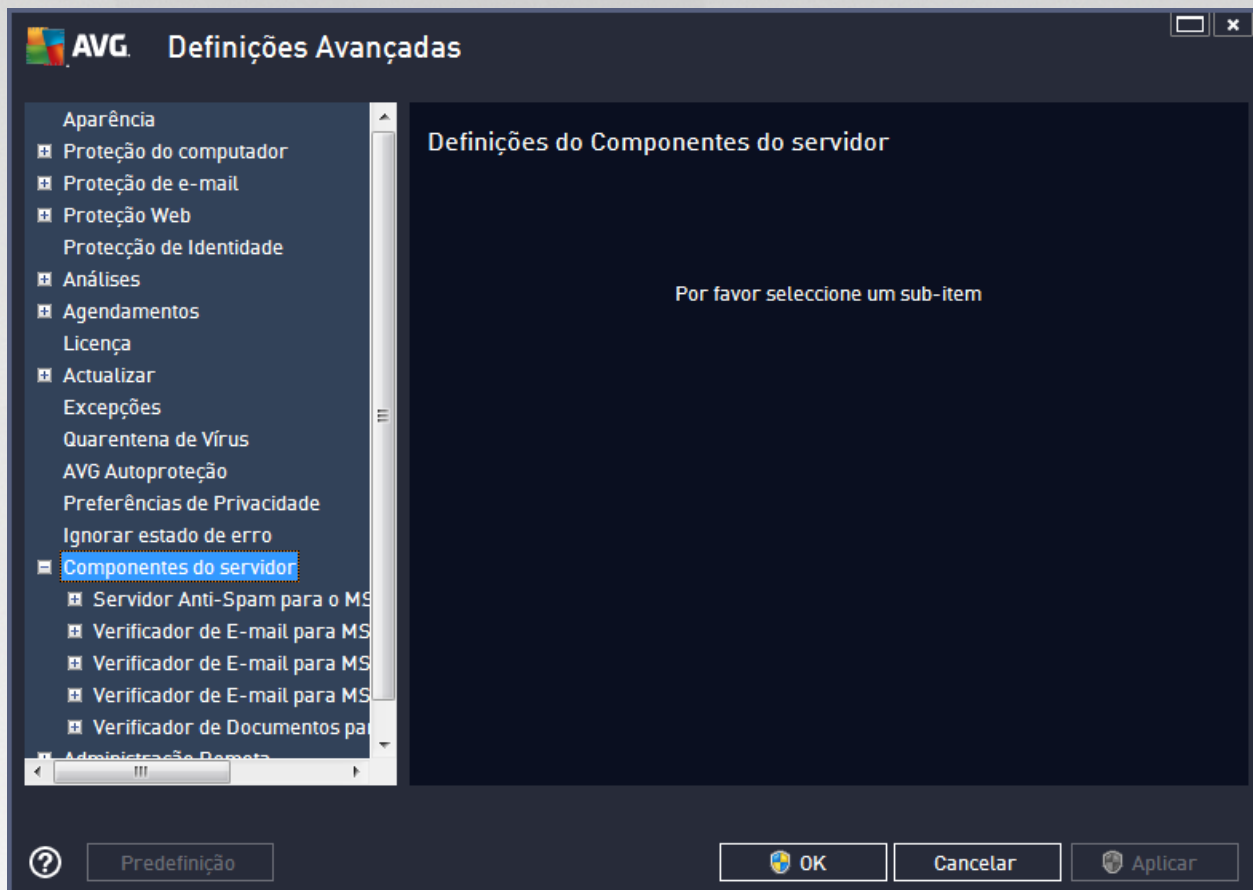 AVG. Definições Avançadas
Aparência
Proteção do computador
Proteção de e-mail
Proteção Web
Protecção de Identidade
Análises
Agendamentos
Licença
Actualizar
Excepções
Quarentena de Vírus
AVG Autoproteção
Preferências de Privacidade
Ignorar estado de erro
Componentes do servidor
Servidor Anti-Spam para o MS
Verificador de E-mail para MS
Verificador de E-mail para MS
Verificador de E-mail para MS
Verificador de Documentos par
Administração Remota
Definições do Componentes do servidor
Por favor seleccione um sub-item
Predefinição
OK
Cancelar
Aplicar